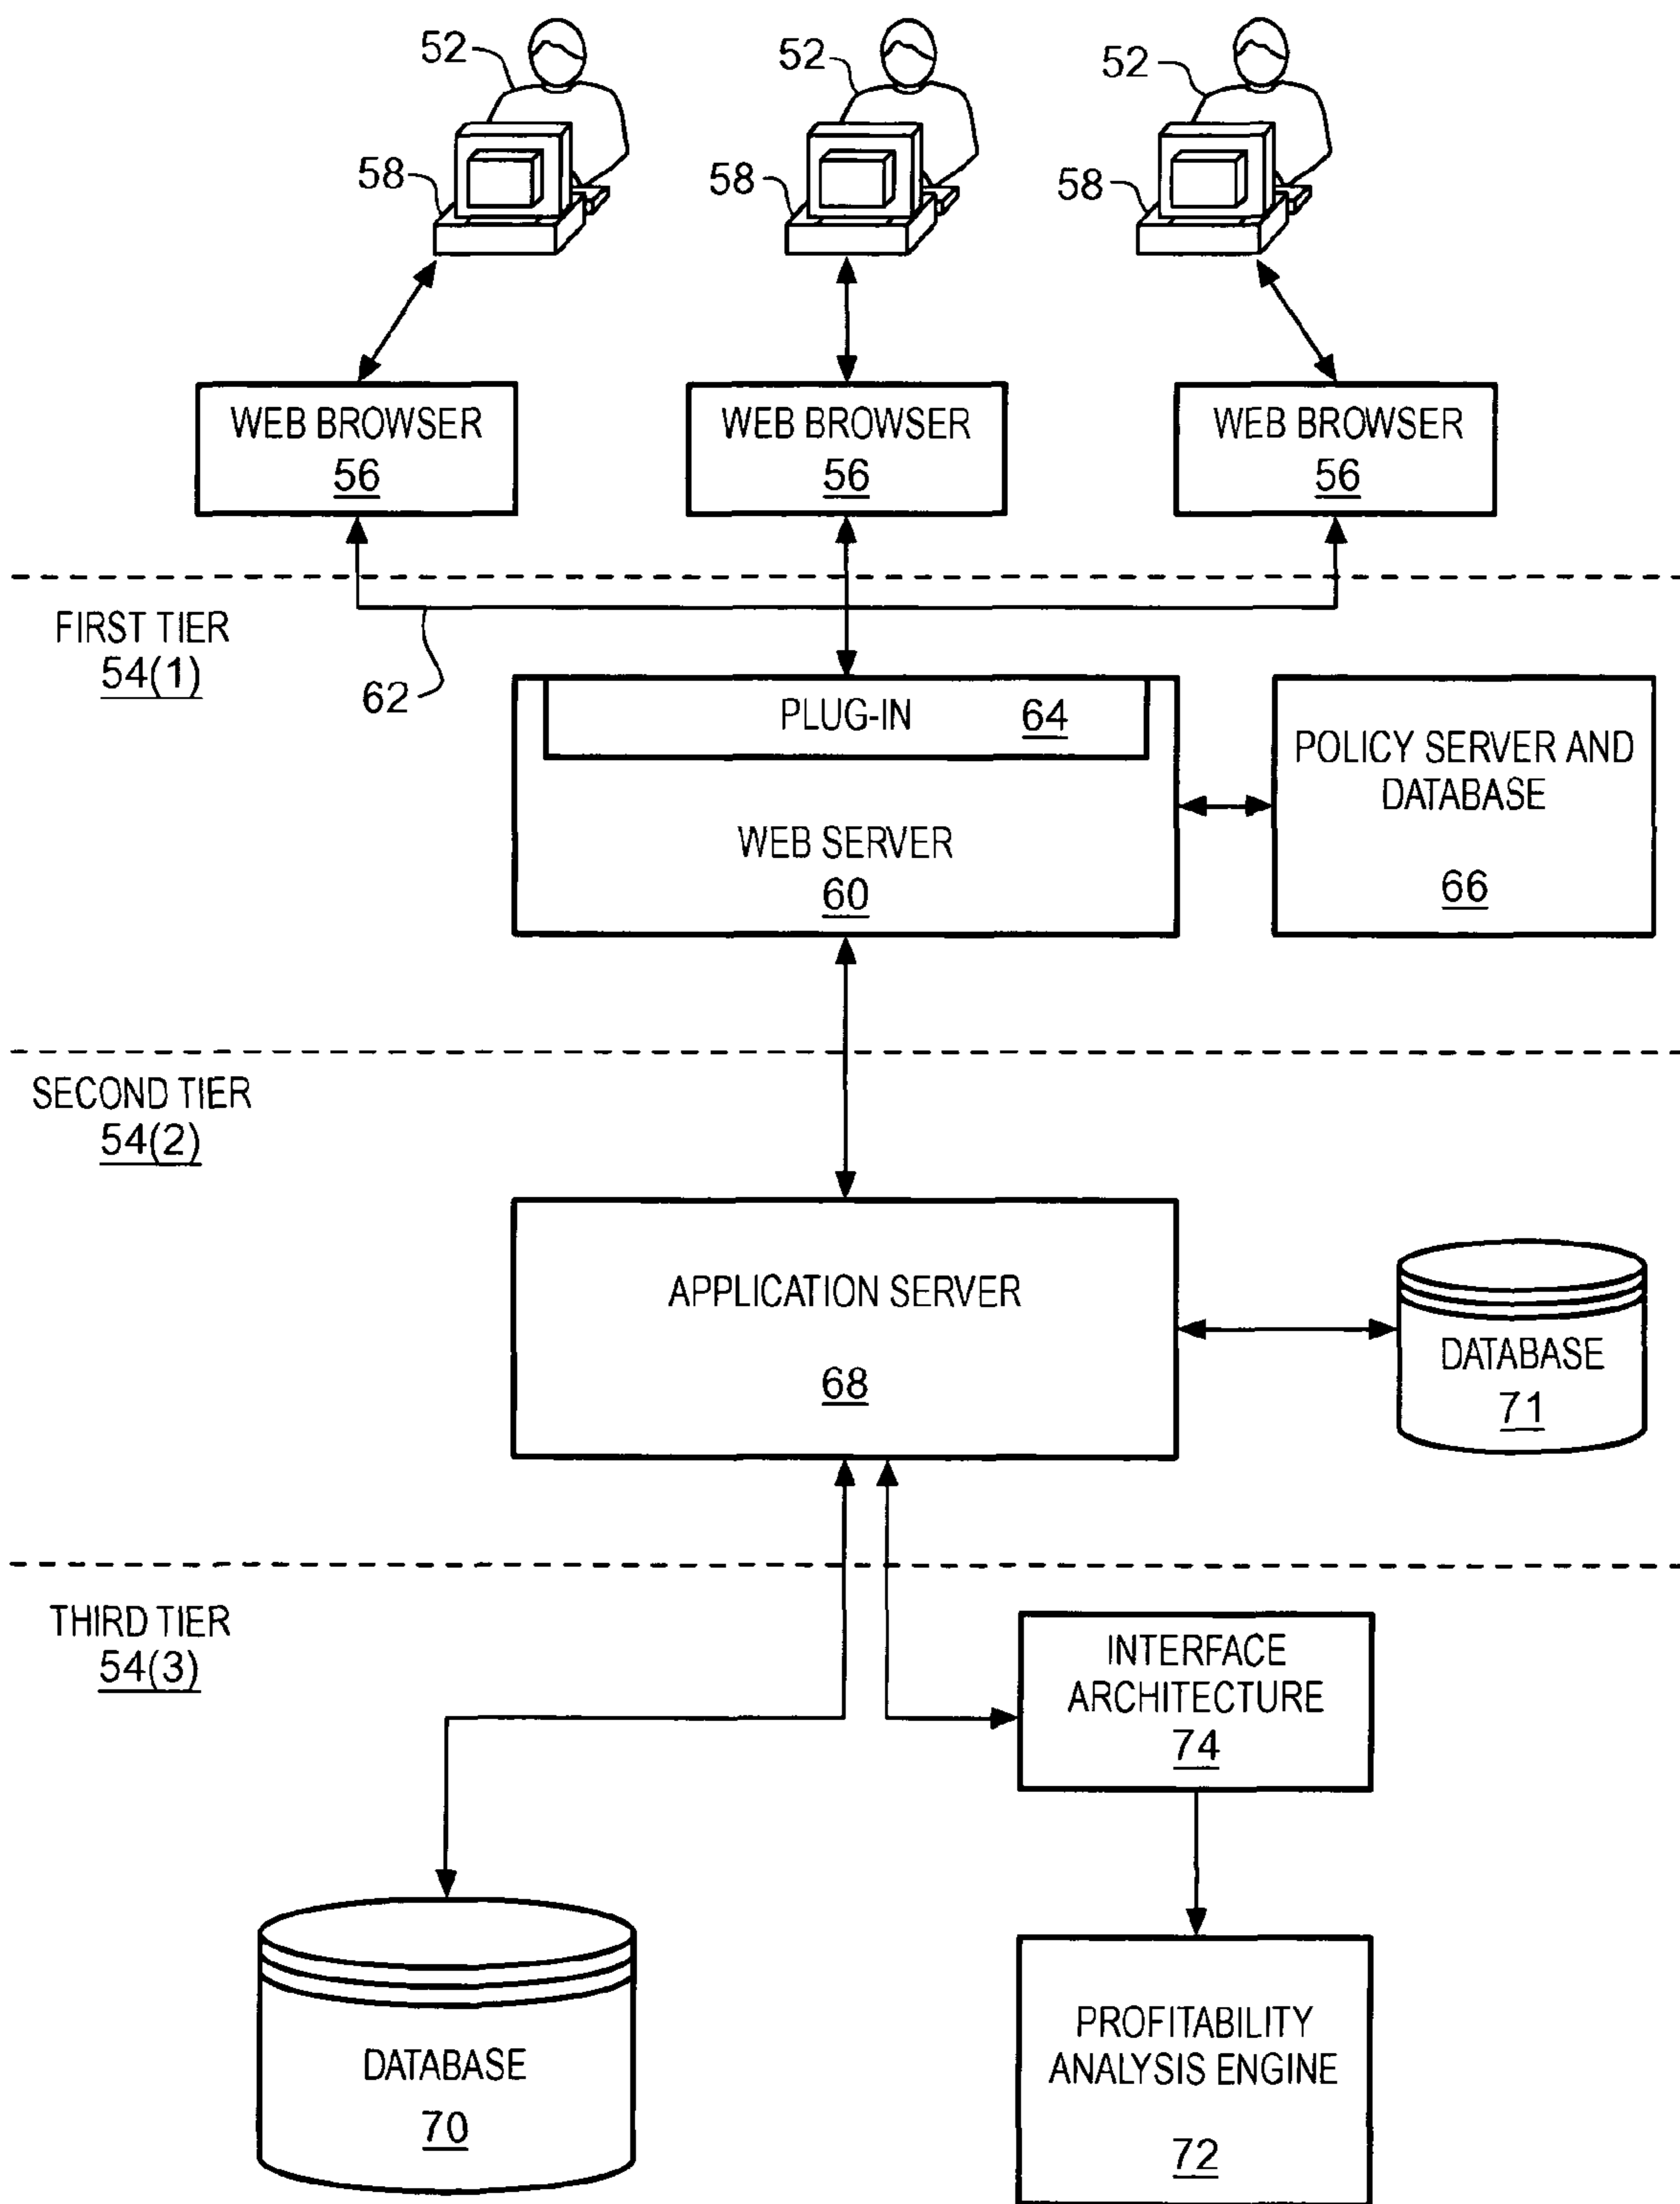 52
52
52
58
58
58
WEB BROWSER
56
WEB BROWSER
56
WEB BROWSER
56
FIRST TIER
54(1)
62
PLUG-IN 64
WEB SERVER
60
POLICY SERVER AND
DATABASE
66
SECOND TIER
54(2)
APPLICATION SERVER
68
DATABASE
71
THIRD TIER
54(3)
INTERFACE
ARCHITECTURE
74
DATABASE
70
PROFITABILITY
ANALYSIS ENGINE
72